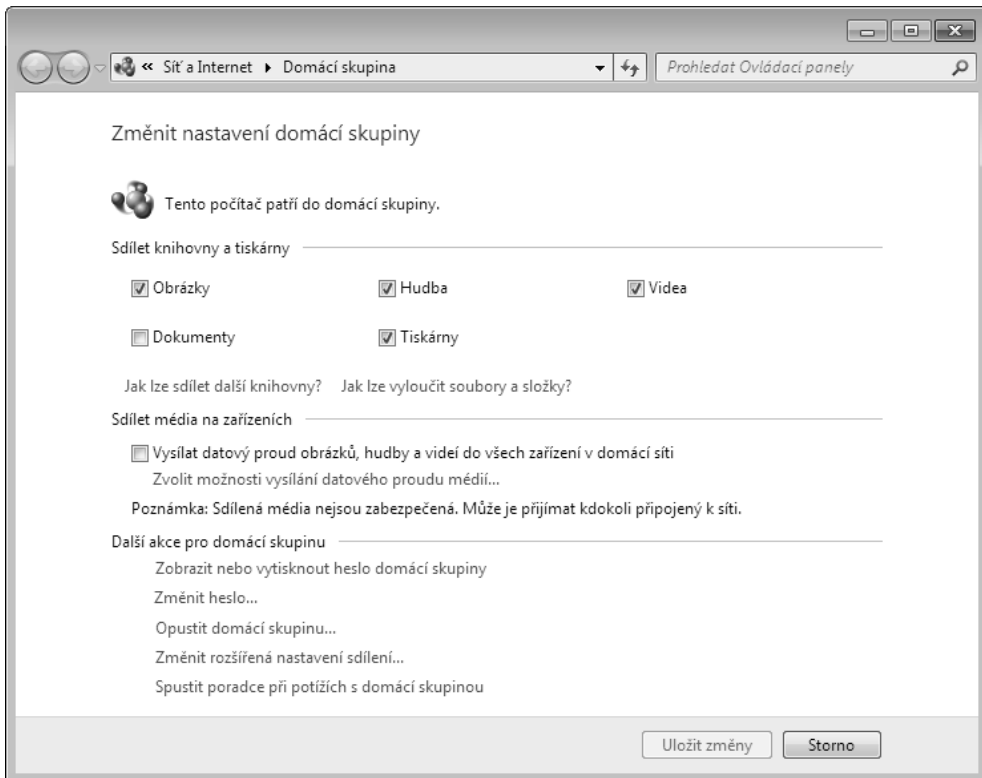 « Síť a Internet Domácí skupina Prohledat Ovládací panely
Změnit nastavení domácí skupiny
Tento počítač patří do domácí skupiny.
Sdílet knihovny a tiskárny
Obrázky Hudba Videa
Dokumenty Tiskárny
Jak lze sdílet další knihovny? Jak lze vyloučit soubory a složky?
Sdílet média na zařízeních
Vysílat datový proud obrázků, hudby a videí do všech zařízení v domácí síti
Zvolit možnosti vysílání datového proudu médií...
Poznámka: Sdílená média nejsou zabezpečená. Může je přijímat kdokoli připojený k síti.
Další akce pro domácí skupinu
Zobrazit nebo vytisknout heslo domácí skupiny
Změnit heslo...
Opustit domácí skupinu...
Změnit rozšířená nastavení sdílení...
Spustit poradce při potížích s domácí skupinou
Uložit změny Storno